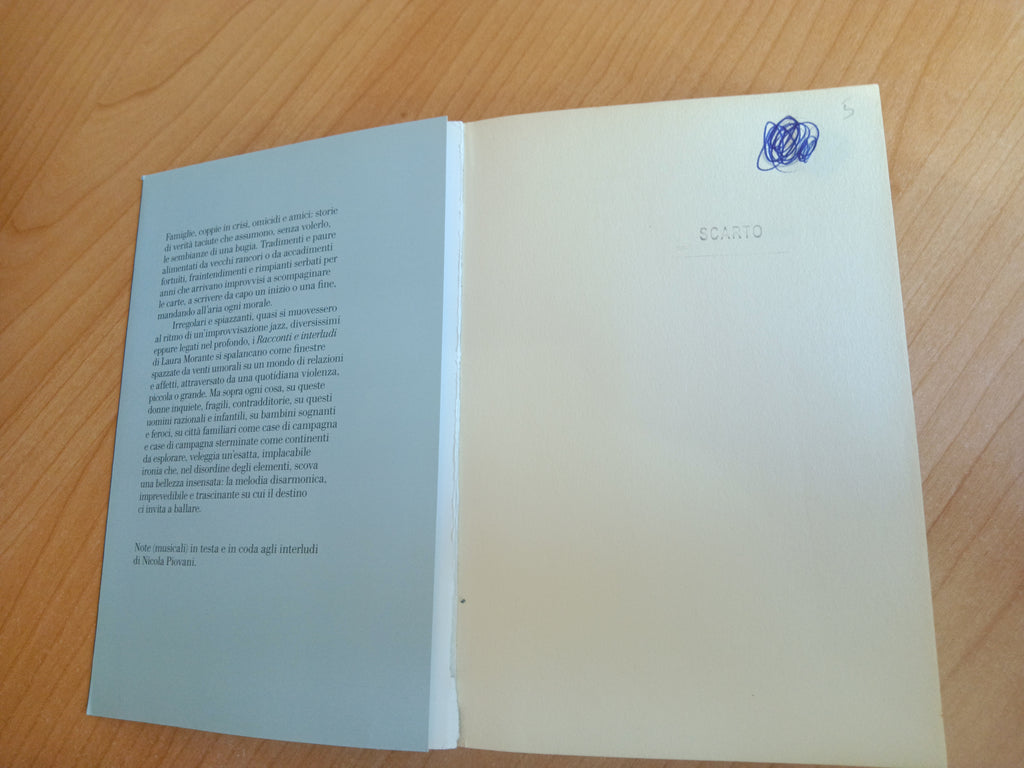 Famiglie, coppie in crisi, omicidi e amici: storie
di verità taciute che assumono, senza volerlo,
le sembianze di una bugia. Tradimenti e paure
alimentati da vecchi rancori o da accadimenti
fortuiti, fraintendimenti e rimpianti serbati per
anni che arrivano improvvisi a scompaginare
le carte, a scrivere da capo un inizio o una fine,
mandando all'aria ogni morale.
Irregolari e spiazzanti, quasi si muovessero
al ritmo di un'improvvisazione jazz, diversissimi
eppure legati nel profondo, i Racconti e interludi
di Laura Morante si spalancano come finestre
spazzate da venti umorali su un mondo di relazioni
e affetti, attraversato da una quotidiana violenza,
piccola o grande. Ma sopra ogni cosa, su queste
donne inquiete, fragili, contraddittorie, su questi
uomini razionali e infantili, su bambini sognanti
e feroci, su città familiari come case di campagna
e case di campagna sterminate come continenti
da esplorare, veleggia un'esatta, implacabile
ironia che, nel disordine degli elementi, scova
una bellezza insensata: la melodia disarmonica,
imprevedibile e trascinante su cui il destino
ci invita a ballare.
Note (musicali) in testa e in coda agli interludi
di Nicola Piovani.
5
SCARTO